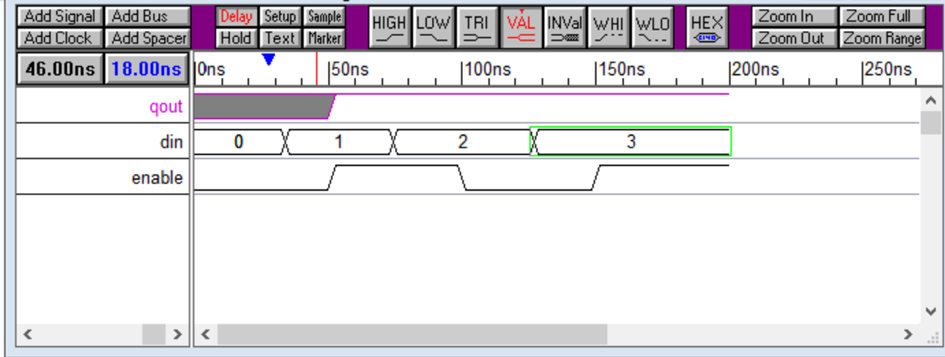 Add Signal Add Bus Delay Setup Sample HIGH LOW TRI VAL INVal WHI WLO HEX Zoom In Zoom Full
Add Clock Add Spacer Hold Text Marker Zoom Out Zoom Range
46.00ns 18.00ns 0ns 50ns 100ns 150ns 200ns 250ns
qout
din 0 1 2 3
enable